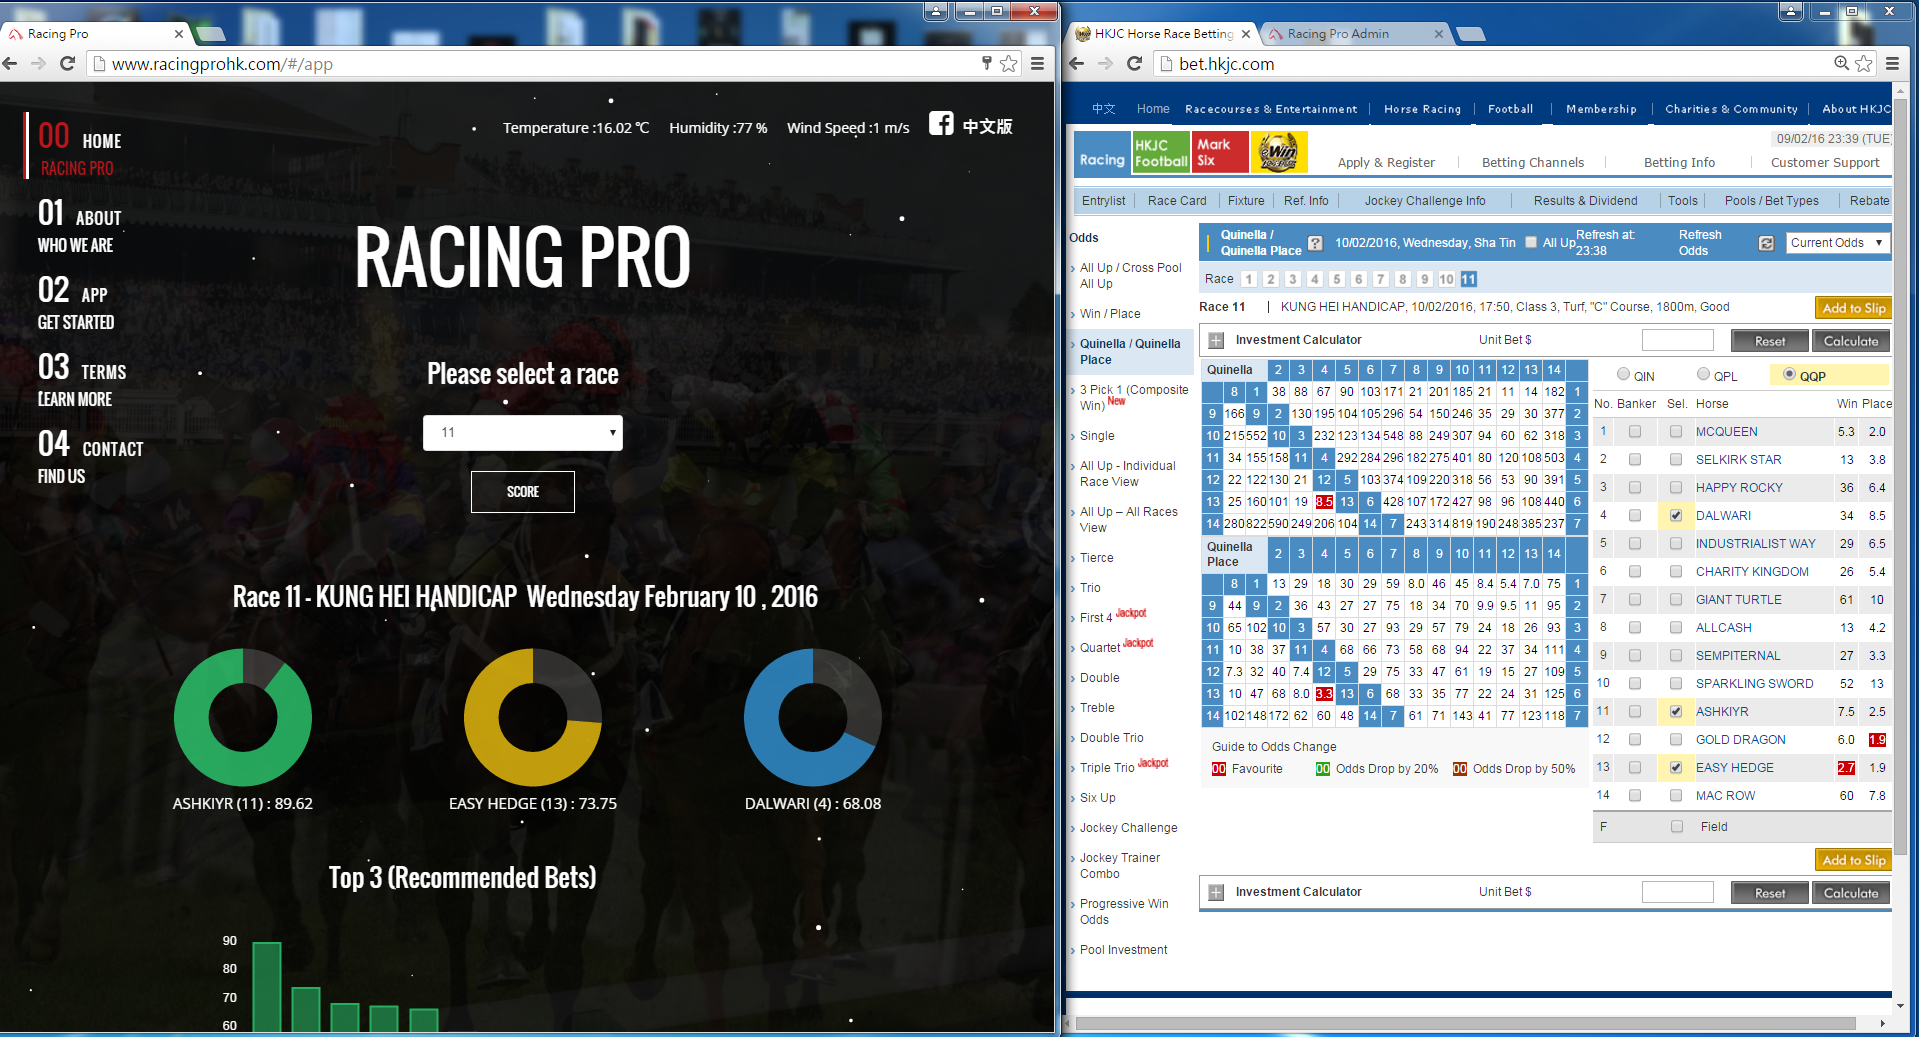 Racing Pro
www.racingprohk.com/#/app
00 HOME
RACING PRO
01 ABOUT
WHO WE ARE
02 APP
GET STARTED
03 TERMS
LEARN MORE
04 CONTACT
FIND US
Temperature :16.02 ℃ Humidity :77 % Wind Speed :1 m/s 中文版
RACING PRO
Please select a race
11
SCORE
Race 11 - KUNG HEI HANDICAP Wednesday February 10 , 2016
ASHKIYR (11) : 89.62
EASY HEDGE (13) : 73.75
DALWARI (4) : 68.08
Top 3 (Recommended Bets)
90
80
70
60
HKJC Horse Race Betting
Racing Pro Admin
bet.hkjc.com
中文 Home Racecourses & Entertainment Horse Racing Football Membership Charities & Community About HKJC
09/02/16 23:39 (TUE)
Racing
HKJC Football
Mark Six
eWin
Apply & Register Betting Channels Betting Info Customer Support
Entrylist Race Card Fixture Ref. Info Jockey Challenge Info Results & Dividend Tools Pools / Bet Types Rebate
Odds
All Up / Cross Pool
All Up
Win / Place
Quinella / Quinella
Place
3 Pick 1 (Composite
Win) New
Single
All Up - Individual
Race View
All Up – All Races
View
Tierce
Trio
First 4 Jackpot
Quartet Jackpot
Double
Treble
Double Trio
Triple Trio Jackpot
Six Up
Jockey Challenge
Jockey Trainer
Combo
Progressive Win
Odds
Pool Investment
Quinella /
Quinella Place ? 10/02/2016, Wednesday, Sha Tin All Up Refresh at: 23:38 Refresh Odds Current Odds
Race 1 2 3 4 5 6 7 8 9 10 11
Race 11 | KUNG HEI HANDICAP, 10/02/2016, 17:50, Class 3, Turf, "C" Course, 1800m, Good Add to Slip
Investment Calculator Unit Bet $ Reset Calculate
Quinella 2 3 4 5 6 7 8 9 10 11 12 13 14
8 1 38 88 67 90 103 171 21 201 185 21 11 14 182 1
9 166 9 2 130 195 104 105 296 54 150 246 35 29 30 377 2
10 215 552 10 3 232 123 134 548 88 249 307 94 60 62 318 3
11 34 155 158 11 4 292 284 296 182 275 401 80 120 108 503 4
12 22 122 130 21 12 5 103 374 109 220 318 56 53 90 391 5
13 25 160 101 19 8.5 13 6 428 107 172 427 98 96 108 440 6
14 280 822 590 249 206 104 14 7 243 314 819 190 248 385 237 7
Quinella
Place 2 3 4 5 6 7 8 9 10 11 12 13 14
8 1 13 29 18 30 29 59 8.0 46 45 8.4 5.4 7.0 75 1
9 44 9 2 36 43 27 27 75 18 34 70 9.9 9.5 11 95 2
10 65 102 10 3 57 30 27 93 29 57 79 24 18 26 93 3
11 10 38 37 11 4 68 66 73 58 68 94 22 37 34 111 4
12 7.3 32 40 7.4 12 5 29 75 33 47 61 19 15 27 109 5
13 10 47 68 8.0 3.3 13 6 68 33 35 77 22 24 31 125 6
14 102 148 172 62 60 48 14 7 61 71 143 41 77 123 118 7
Guide to Odds Change
00 Favourite 00 Odds Drop by 20% 00 Odds Drop by 50%
QIN QPL QQP
No. Banker Sel. Horse Win Place
1 MCQUEEN 5.3 2.0
2 SELKIRK STAR 13 3.8
3 HAPPY ROCKY 36 6.4
4 DALWARI 34 8.5
5 INDUSTRIALIST WAY 29 6.5
6 CHARITY KINGDOM 26 5.4
7 GIANT TURTLE 61 10
8 ALLCASH 13 4.2
9 SEMPITERNAL 27 3.3
10 SPARKLING SWORD 52 13
11 ASHKIYR 7.5 2.5
12 GOLD DRAGON 6.0 1.9
13 EASY HEDGE 2.7 1.9
14 MAC ROW 60 7.8
F Field
Add to Slip
Investment Calculator Unit Bet $ Reset Calculate